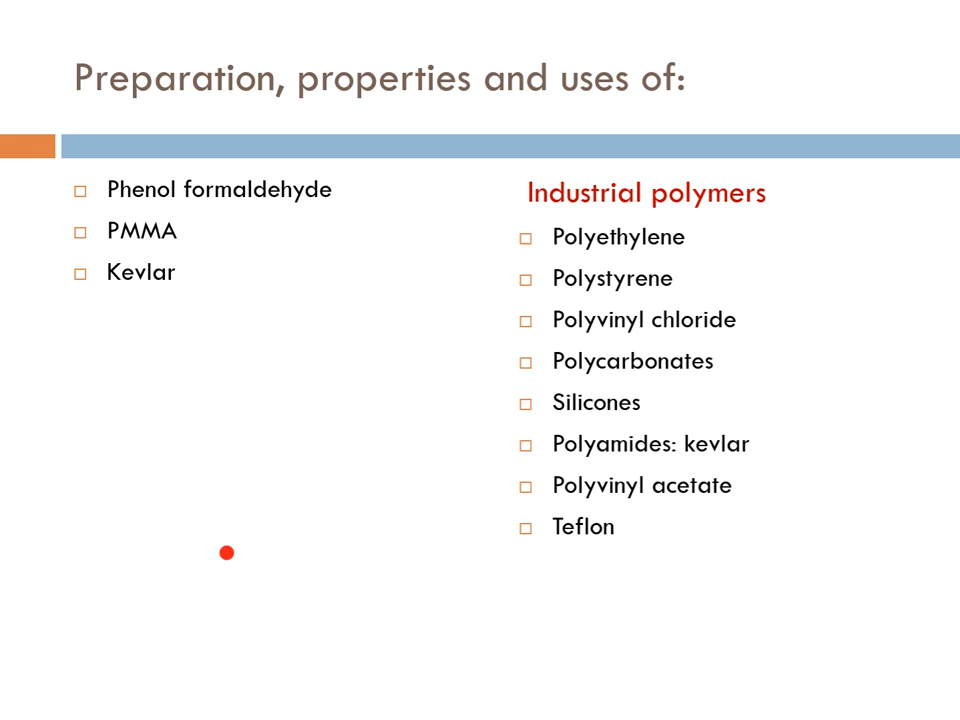 Preparation, properties and uses of:
Phenol formaldehyde
PMMA
Kevlar
Industrial polymers
Polyethylene
Polystyrene
Polyvinyl chloride
Polycarbonates
Silicones
Polyamides: kevlar
Polyvinyl acetate
Teflon